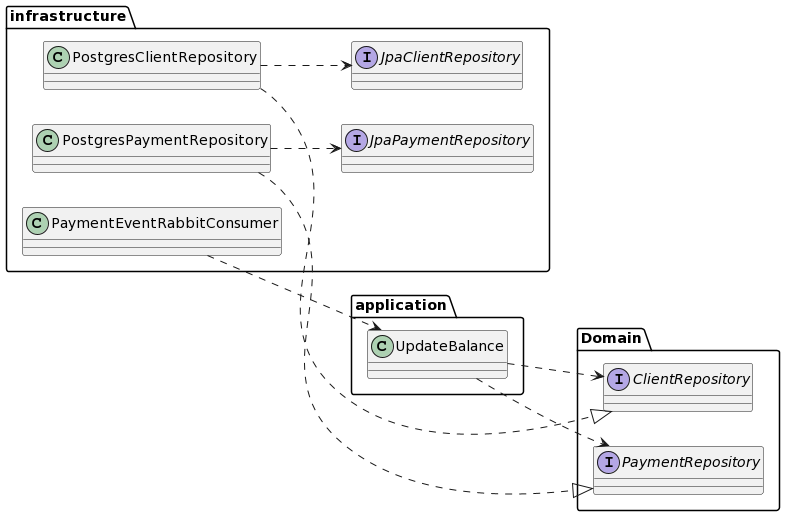 infrastructure
C PostgresClientRepository
I JpaClientRepository
C PostgresPaymentRepository
I JpaPaymentRepository
C PaymentEventRabbitConsumer
application
C UpdateBalance
Domain
I ClientRepository
I PaymentRepository